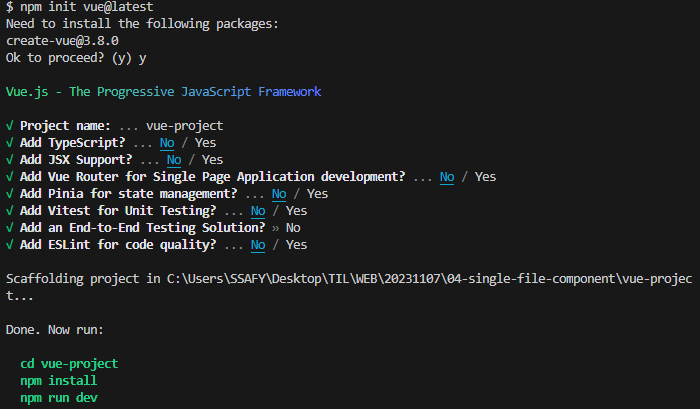 $ npm init vue@latest
Need to install the following packages:
create-vue@3.8.0
Ok to proceed? (y) y
Vue.js - The Progressive JavaScript Framework
√ Project name: ... vue-project
√ Add TypeScript? ... No / Yes
√ Add JSX Support? ... No / Yes
√ Add Vue Router for Single Page Application development? ... No / Yes
√ Add Pinia for state management? ... No / Yes
√ Add Vitest for Unit Testing? ... No / Yes
√ Add an End-to-End Testing Solution? » No
√ Add ESLint for code quality? ... No / Yes
Scaffolding project in C:\Users\SSAFY\Desktop\TIL\WEB\20231107\04-single-file-component\vue-projec
t...
Done. Now run:
cd vue-project
npm install
npm run dev